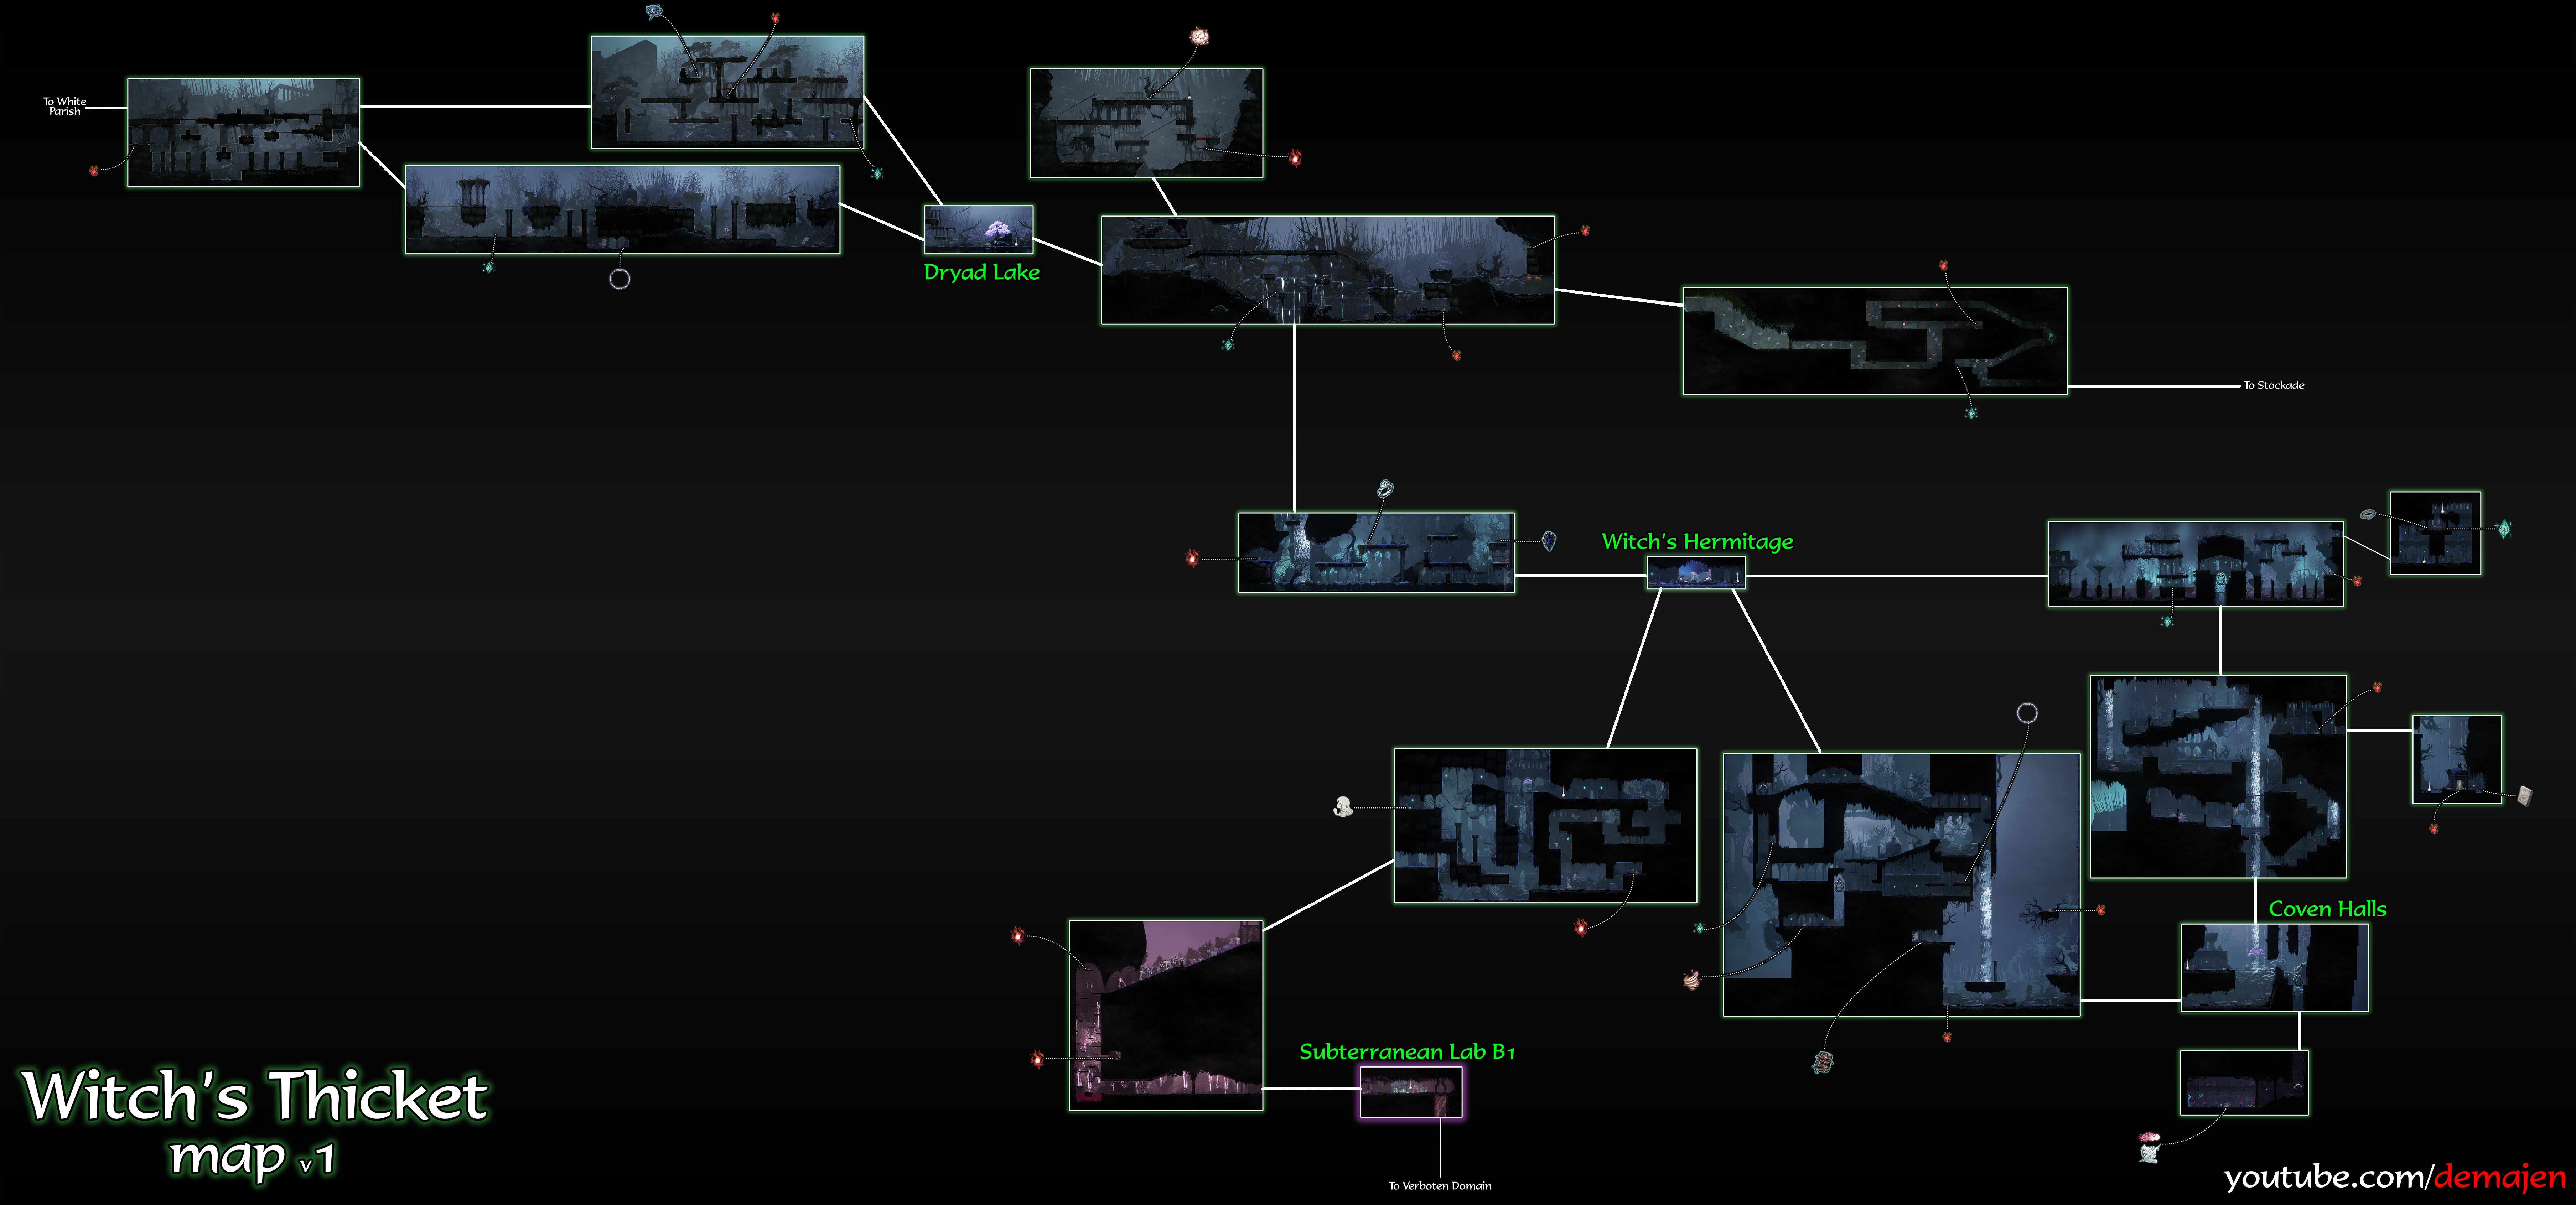 To White
Parish
Dryad Lake
To Stockade
Witch's Hermitage
Coven Halls
Subterranean Lab B1
To Verboten Domain
Witch's Thicket
map v1
youtube.com/demajen